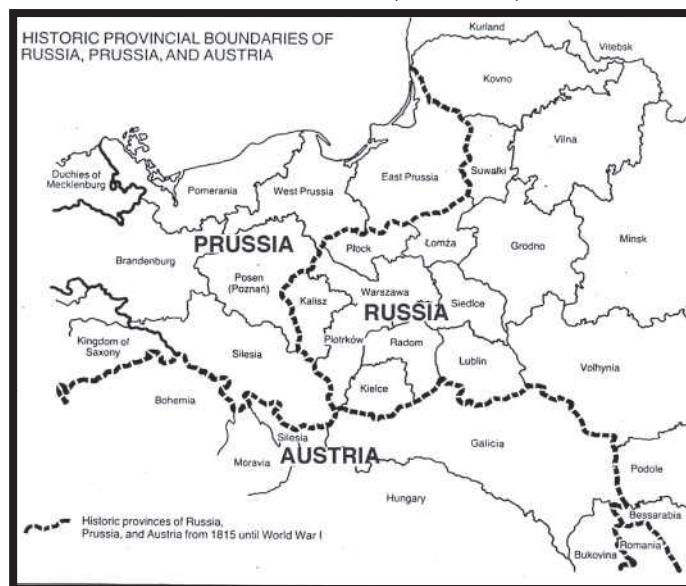 HISTORIC PROVINCIAL BOUNDARIES OF
RUSSIA, PRUSSIA, AND AUSTRIA
Kurland
Vitebsk
Kovno
Vilna
Duchies of
Mecklenburg
Pomerania
West Prussia
East Prussia
Suwałki
PRUSSIA
Płock
Łomża
Grodno
Minsk
Brandenburg
Posen
(Poznań)
Kalisz
Warszawa
Siedlce
RUSSIA
Kingdom of
Saxony
Silesia
Piotrków
Radom
Lublin
Volhynia
Kielce
Bohemia
Silesia
Galicia
AUSTRIA
Moravia
Podole
Hungary
Bessarabia
Historic provinces of Russia,
Prussia, and Austria from 1815 until World War I
Bukovina
Romania